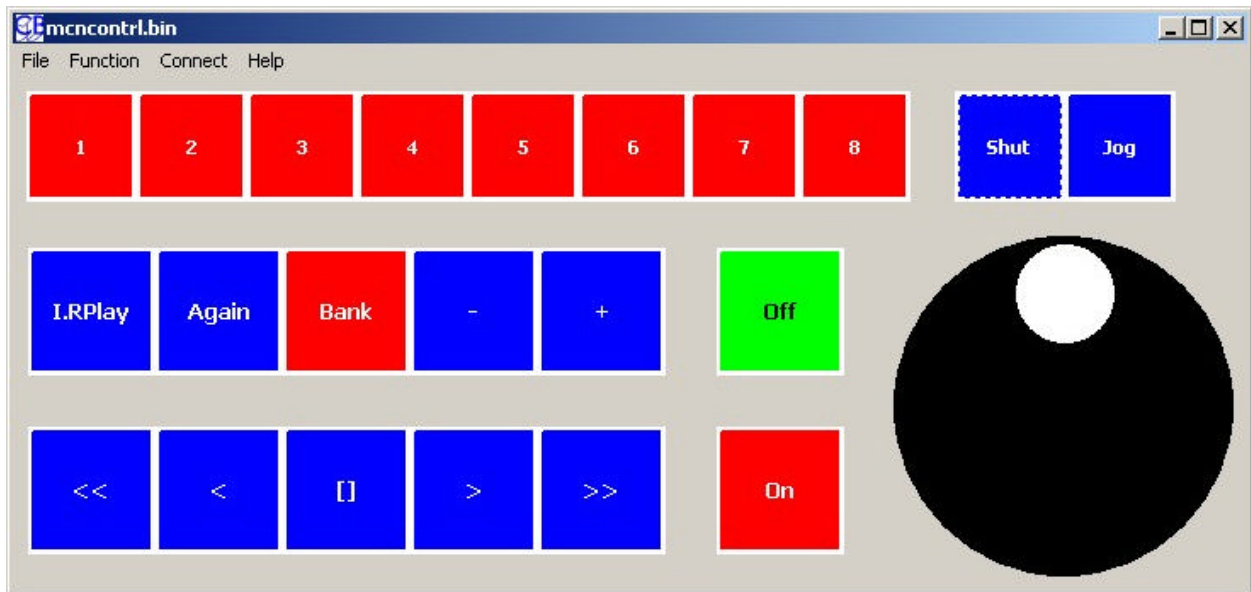 mcncontrl.bin
File Function Connect Help
1 2 3 4 5 6 7 8 Shut Jog
I.RPlay Again Bank - + Off
<< < [] > >> On